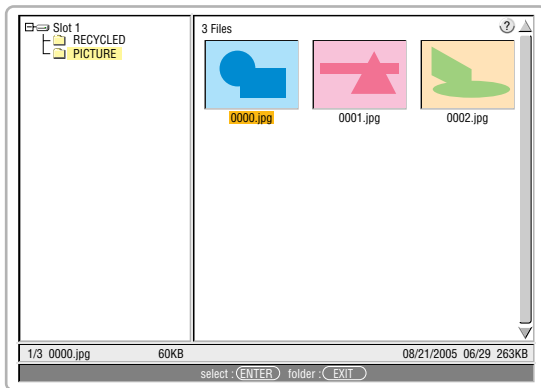 Slot 1
RECYCLED
PICTURE
3 Files
?
0000.jpg 0001.jpg 0002.jpg
1/3 0000.jpg 60KB 08/21/2005 06/29 263KB
select : ENTER folder : EXIT